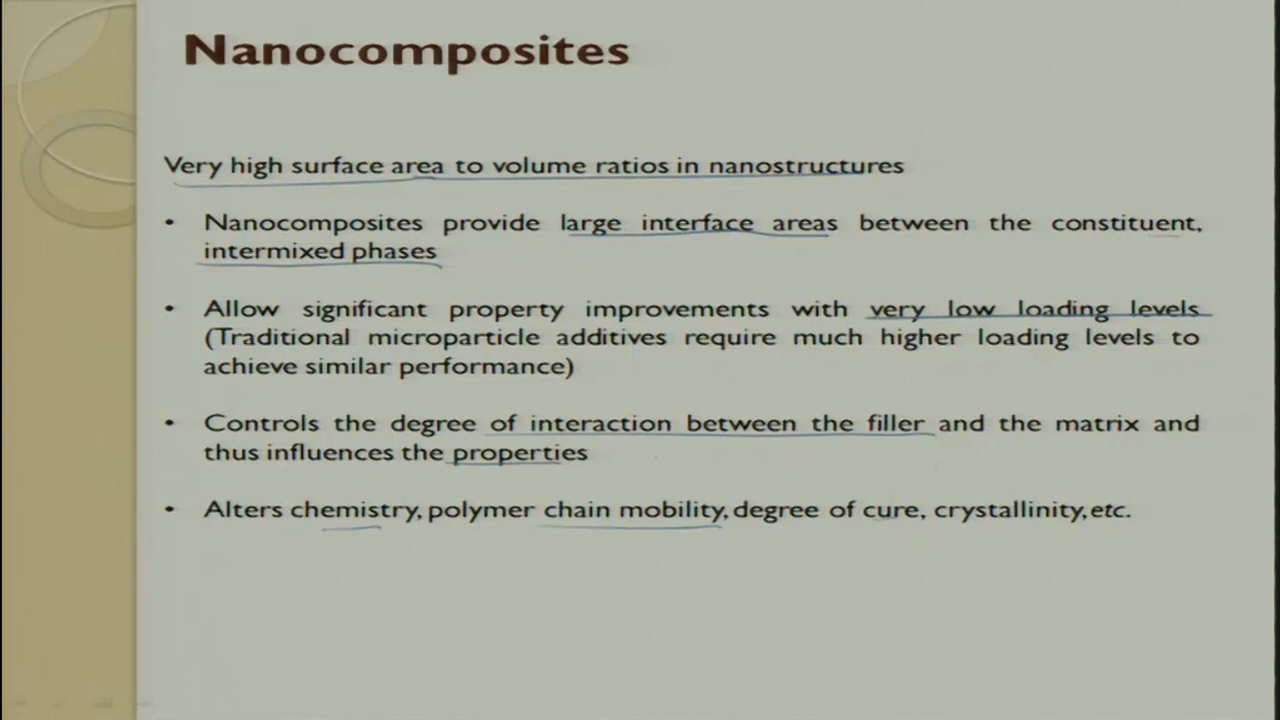 Nanocomposites
Very high surface area to volume ratios in nanostructures
• Nanocomposites provide large interface areas between the constituent,
intermixed phases
• Allow significant property improvements with very low loading levels
(Traditional microparticle additives require much higher loading levels to
achieve similar performance)
• Controls the degree of interaction between the filler and the matrix and
thus influences the properties
• Alters chemistry, polymer chain mobility, degree of cure, crystallinity, etc.